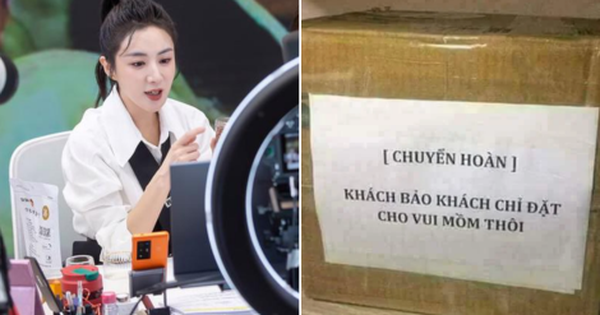 [ CHUYỂN HOÀN ]
KHÁCH BẢO KHÁCH CHỈ ĐẶT
CHO VUI MỒM THÔI